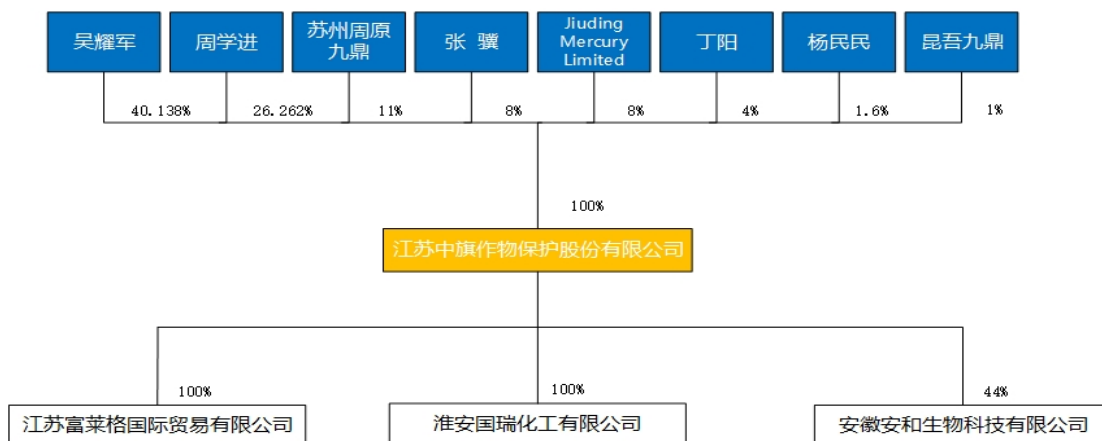 吴耀军
周学进
苏州周原
九鼎
张 骥
Jiuding
Mercury
Limited
丁阳
杨民民
昆吾九鼎
40.138%
26.262%
11%
8%
8%
4%
1.6%
1%
100%
江苏中旗作物保护股份有限公司
100%
100%
44%
江苏富莱格国际贸易有限公司
淮安国瑞化工有限公司
安徽安和生物科技有限公司